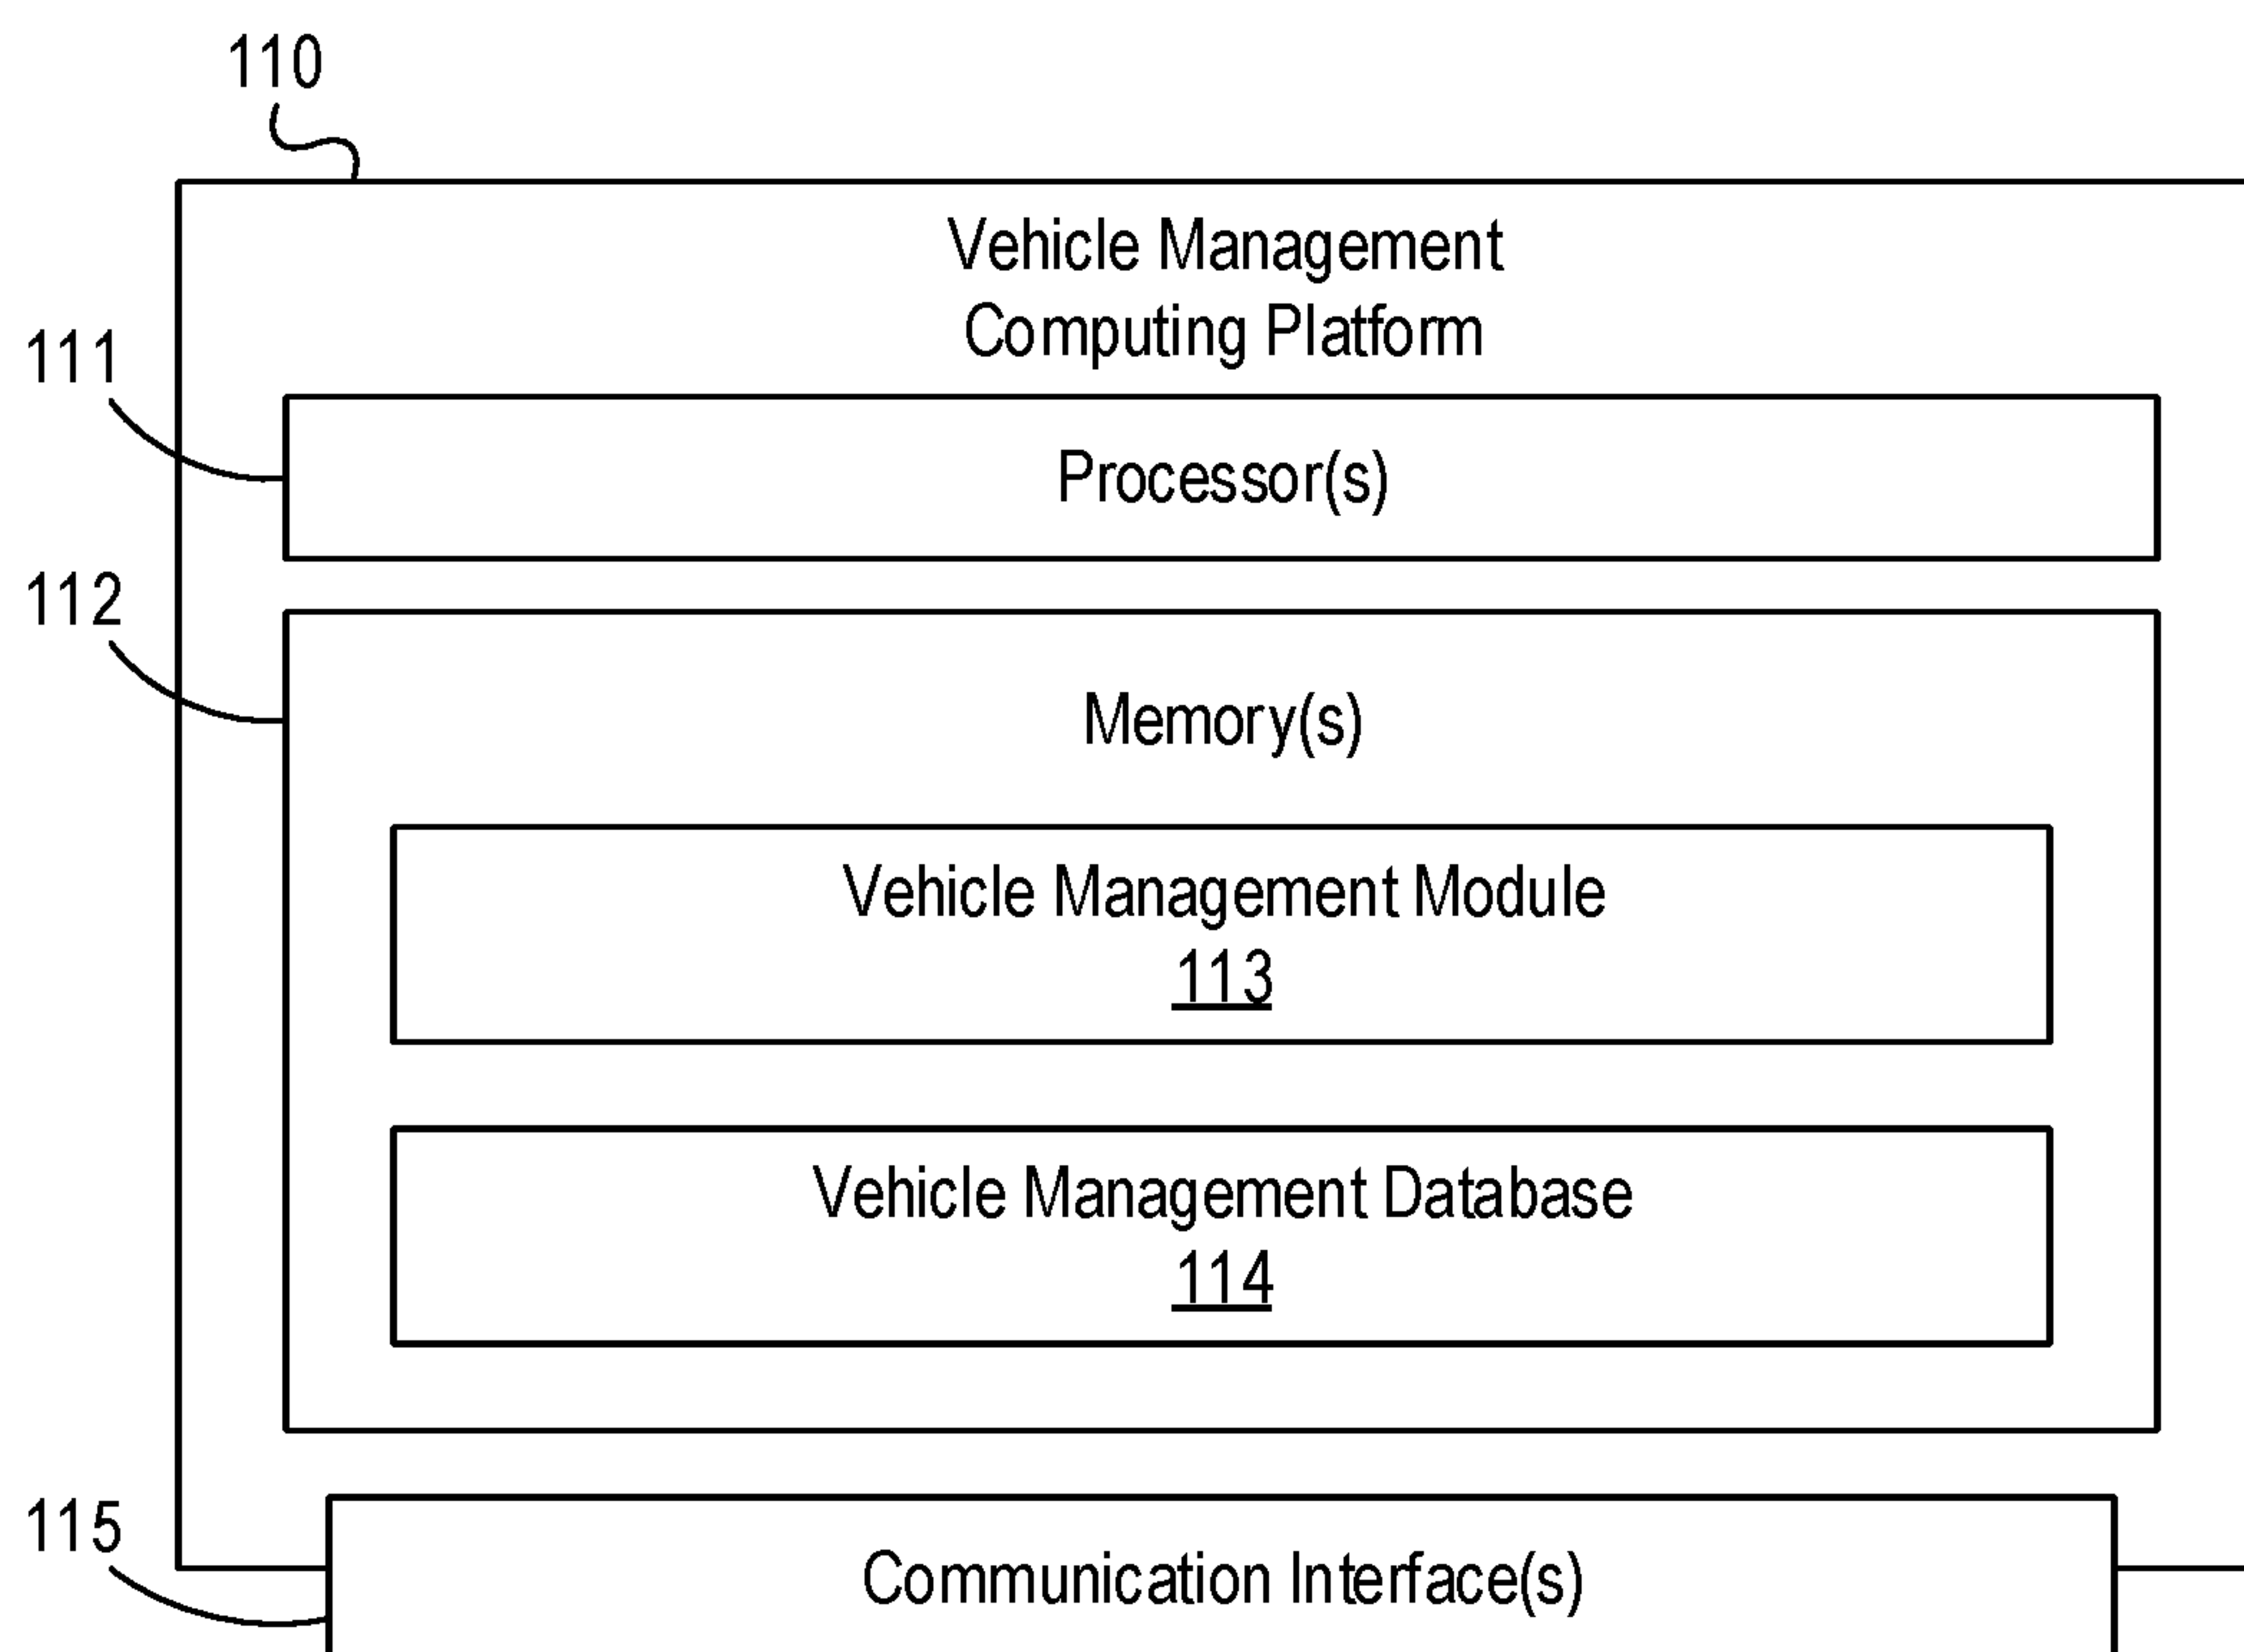 110
Vehicle Management
Computing Platform
111
Processor(s)
112
Memory(s)
Vehicle Management Module
113
Vehicle Management Database
114
115
Communication Interface(s)